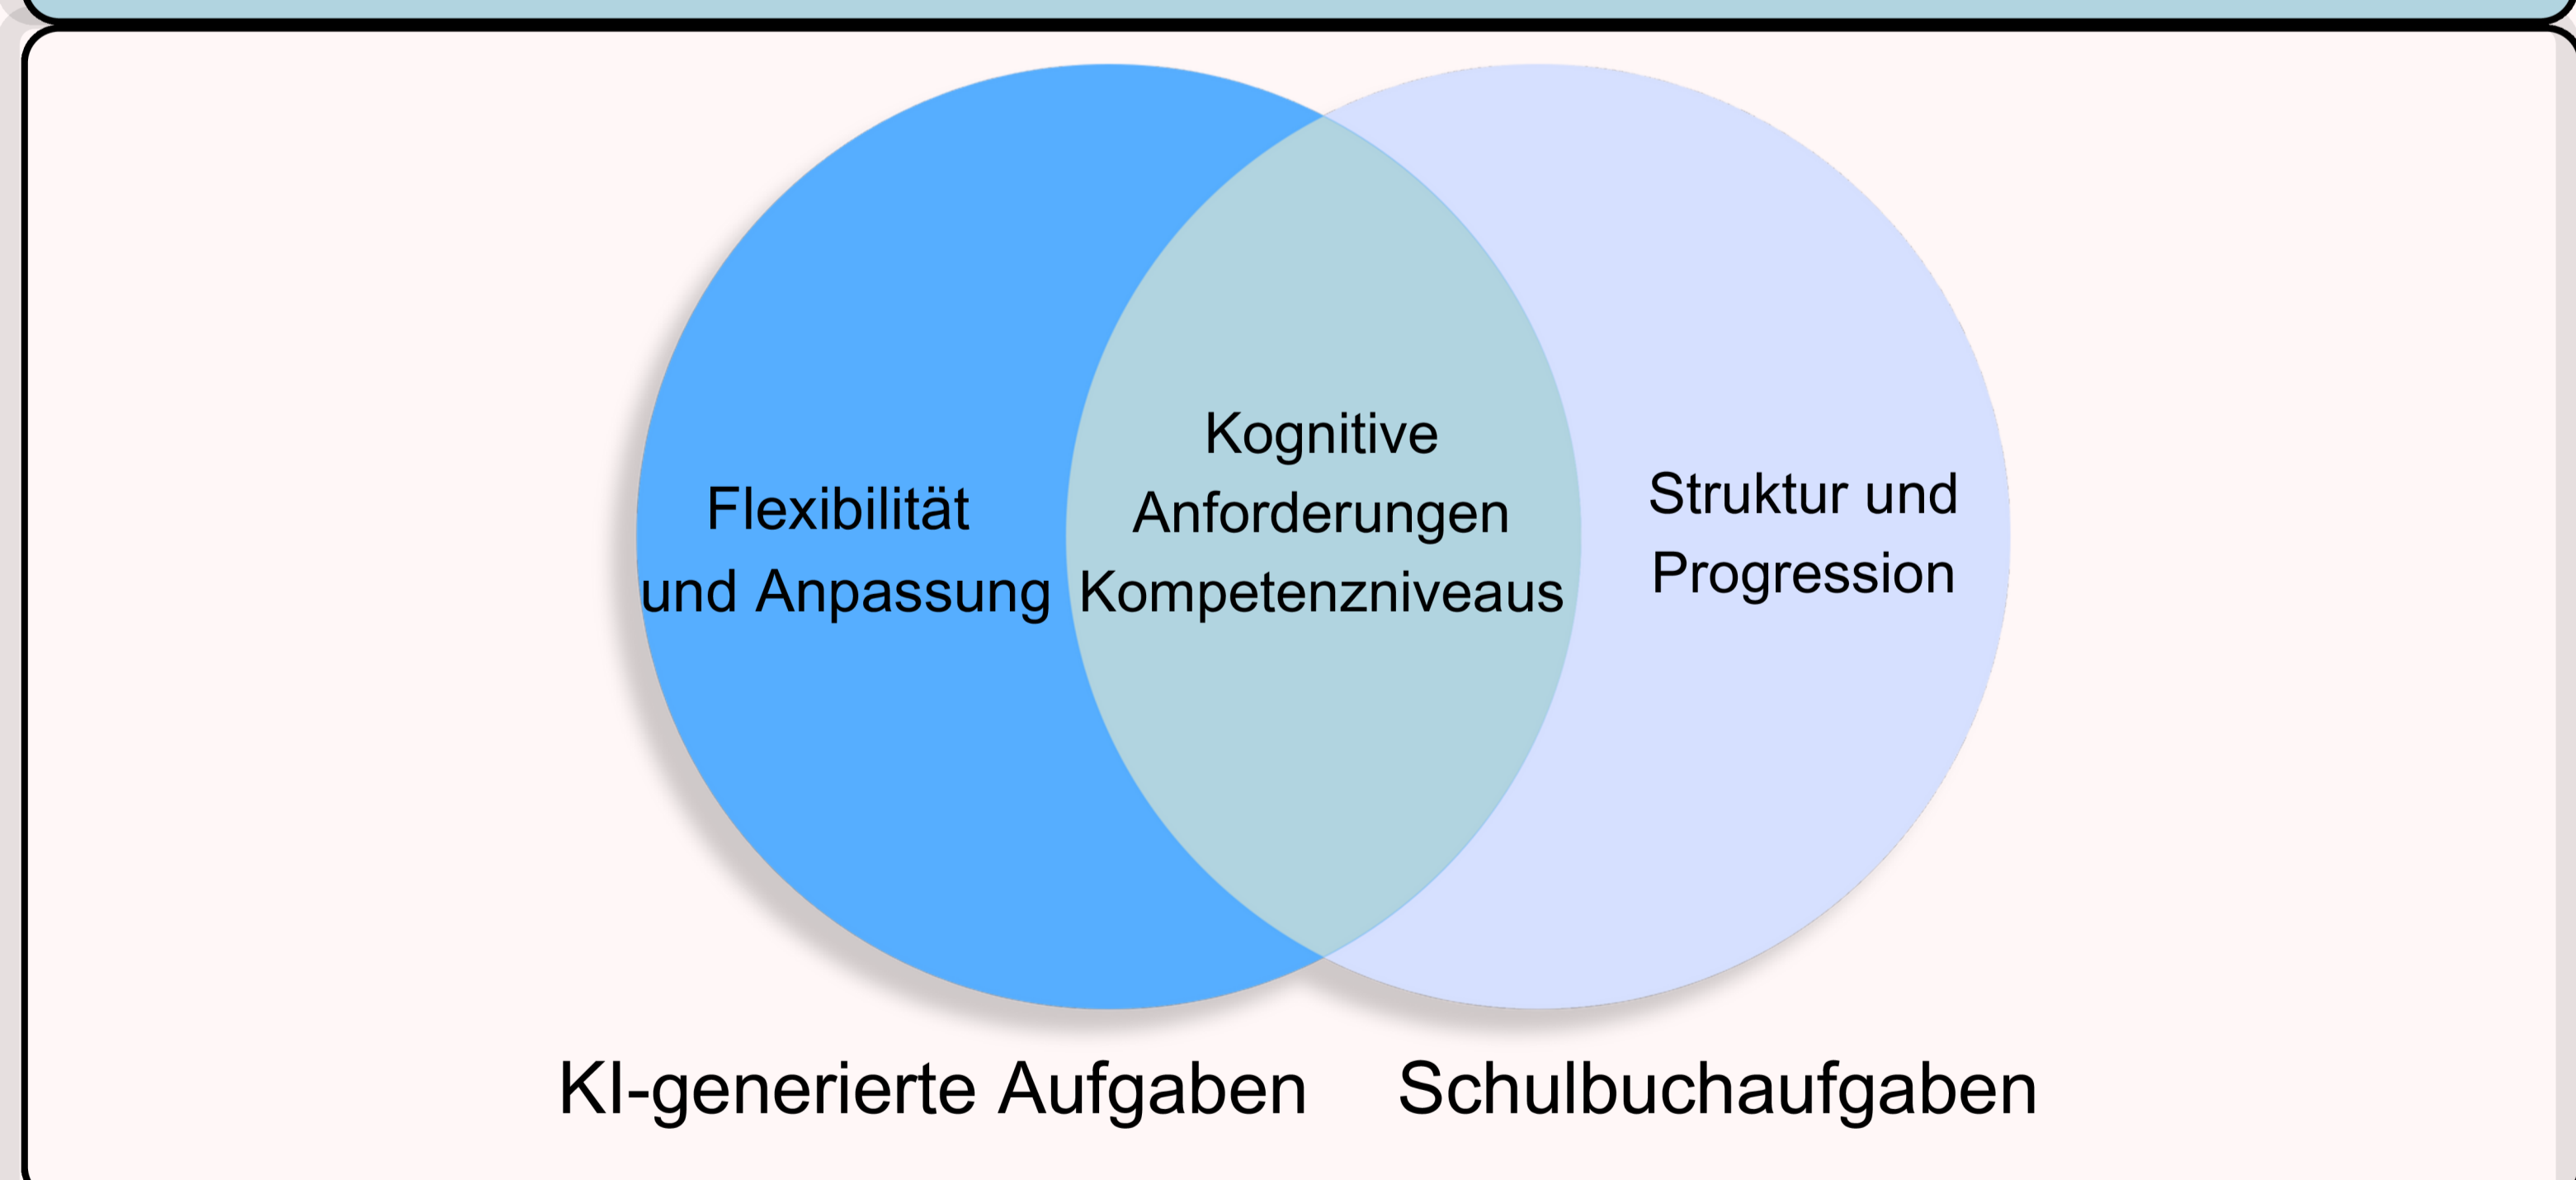 Flexibilität
und Anpassung
Kognitive
Anforderungen
Kompetenzniveaus
Struktur und
Progression
KI-generierte Aufgaben
Schulbuchaufgaben